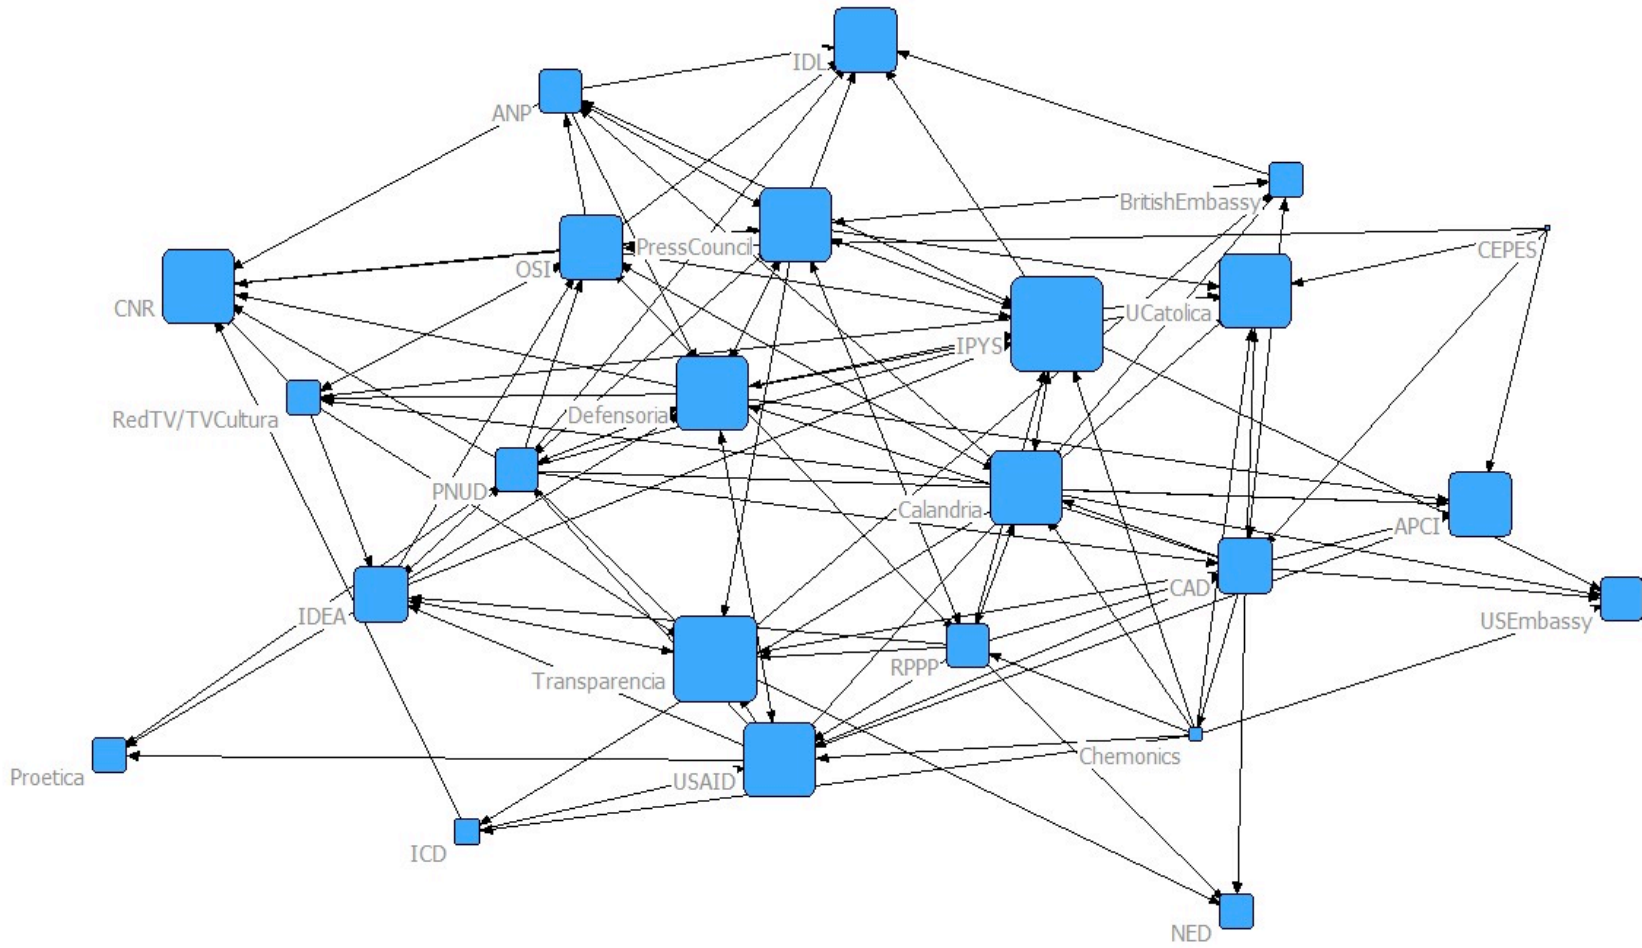 IDL
ANP
BritishEmbassy
PressCouncil
CEPES
OSI
CNR
UCatolica
IPYS
RedTV/TVCultura
Defensoria
PNUD
Calandria
APCI
CAD
IDEA
USEmbassy
RPPP
Transparencia
Chemonics
Proetica
USAID
ICD
NED